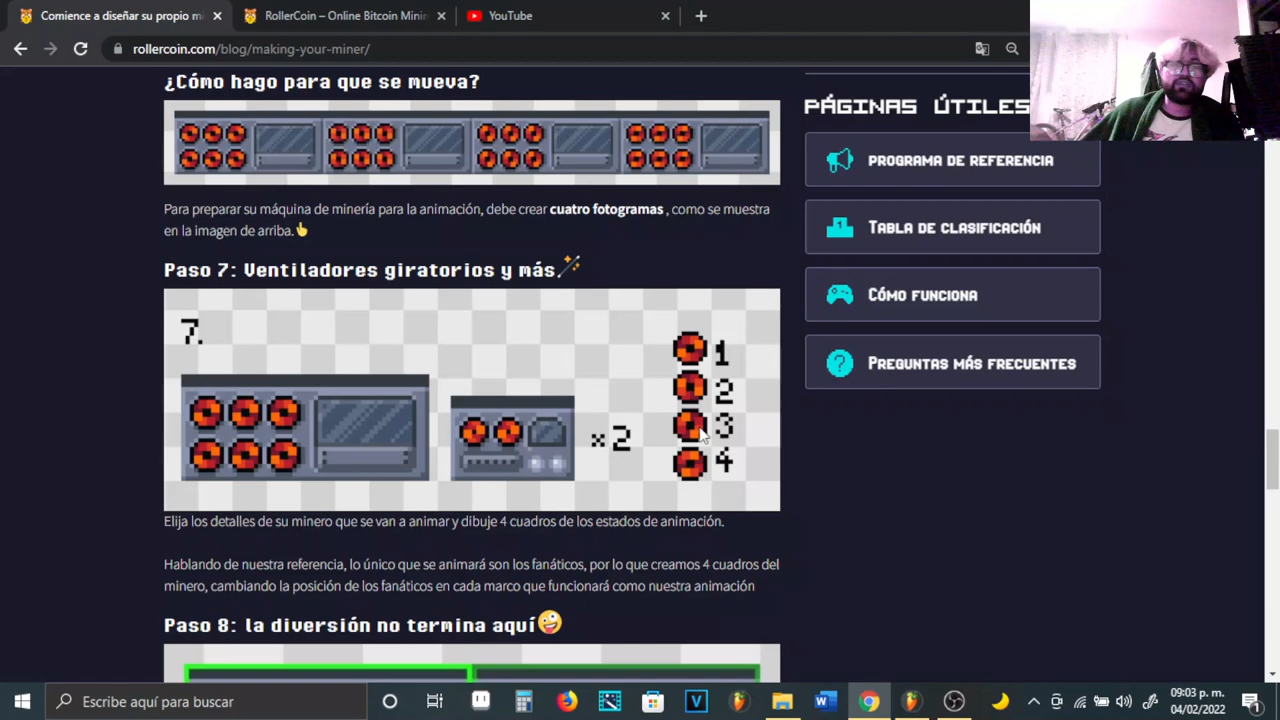 Comience a diseñar su propio mi
RollerCoin – Online Bitcoin Minin
YouTube
rollercoin.com/blog/making-your-miner/
¿Cómo hago para que se mueva?
Para preparar su máquina de minería para la animación, debe crear cuatro fotogramas , como se muestra
en la imagen de arriba.👆
Paso 7: Ventiladores giratorios y más🪄
7.
×2
1
2
3
4
Elija los detalles de su minero que se van a animar y dibuje 4 cuadros de los estados de animación.
Hablando de nuestra referencia, lo único que se animará son los fanáticos, por lo que creamos 4 cuadros del
minero, cambiando la posición de los fanáticos en cada marco que funcionará como nuestra animación
Paso 8: la diversión no termina aquí🤪
PÁGINAS ÚTILES
PROGRAMA DE REFERENCIA
TABLA DE CLASIFICACIÓN
CÓMO FUNCIONA
PREGUNTAS MÁS FRECUENTES
Escribe aquí para buscar
09:03 p. m.
04/02/2022